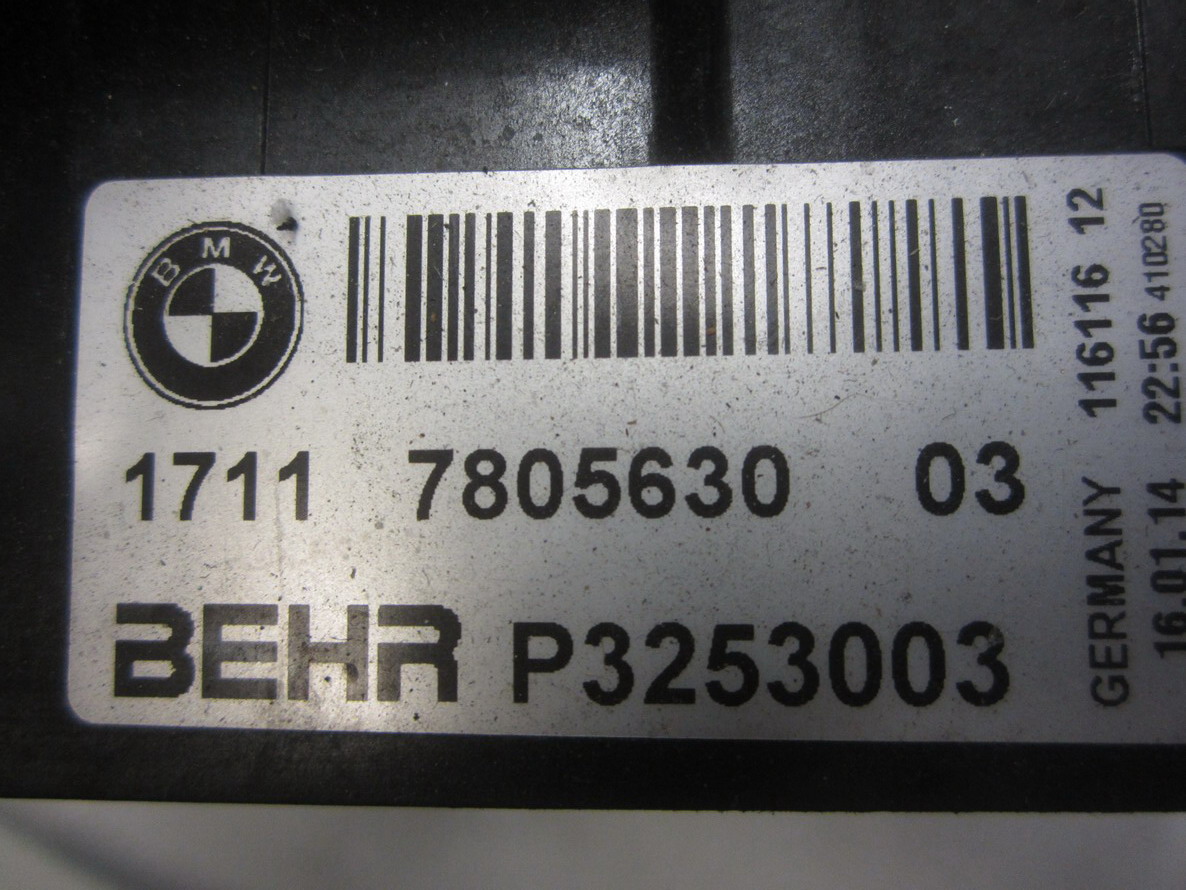 BMW
1711 7805630 03
BEHR P3253003
GERMANY 116116 12
16.01.14 22:56 410280